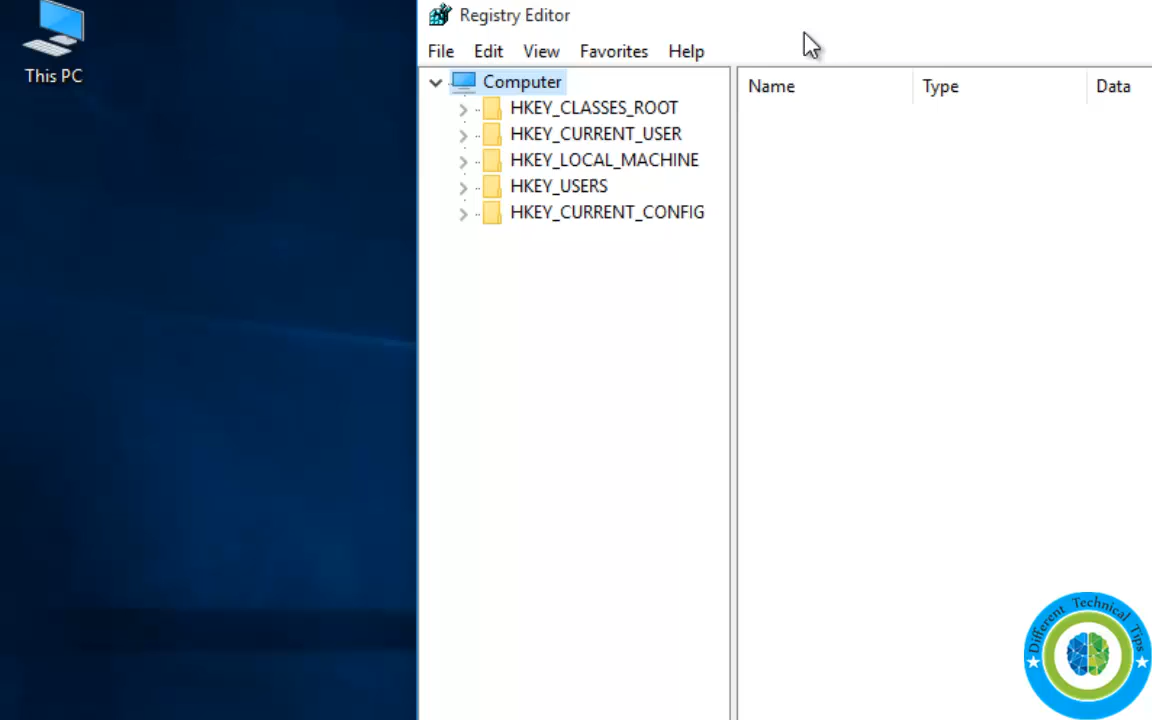 This PC
Registry Editor
File Edit View Favorites Help
Computer
HKEY_CLASSES_ROOT
HKEY_CURRENT_USER
HKEY_LOCAL_MACHINE
HKEY_USERS
HKEY_CURRENT_CONFIG
Name Type Data
Different Technical Tips